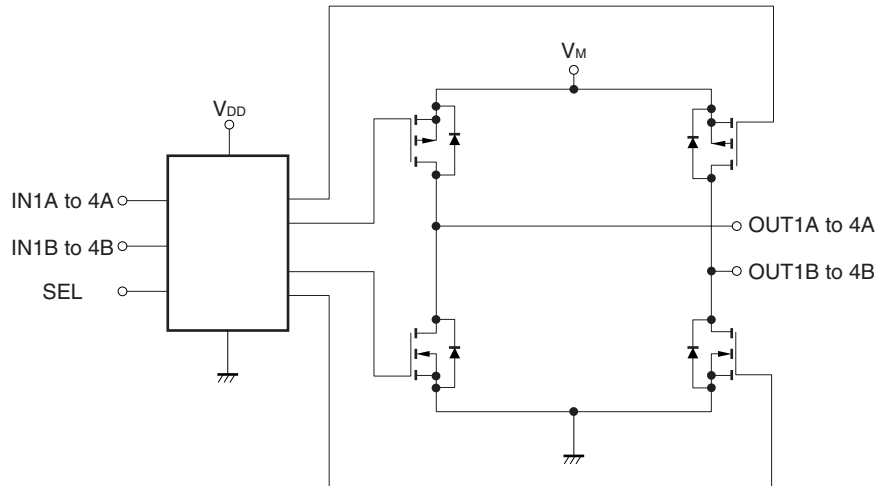 VM
VDD
IN1A to 4A
IN1B to 4B
SEL
OUT1A to 4A
OUT1B to 4B